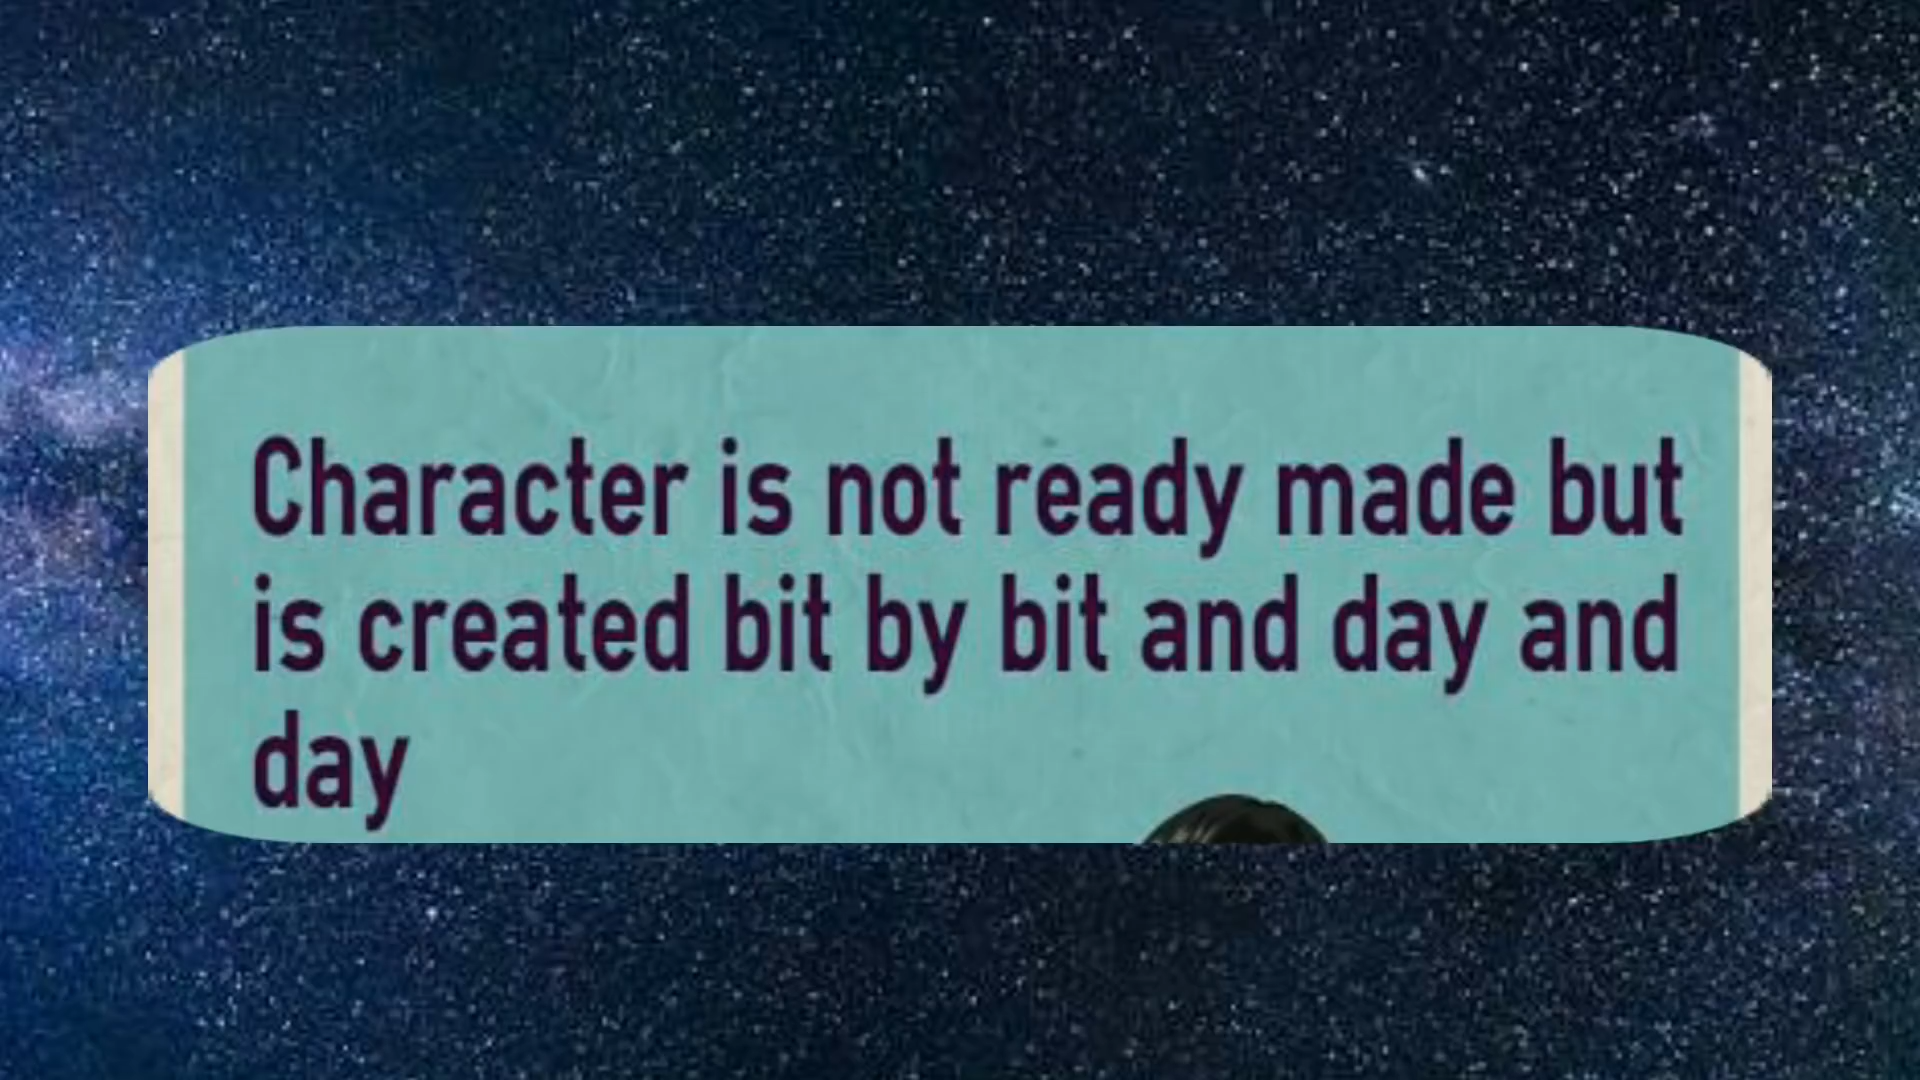 Character is not ready made but
is created bit by bit and day and
day